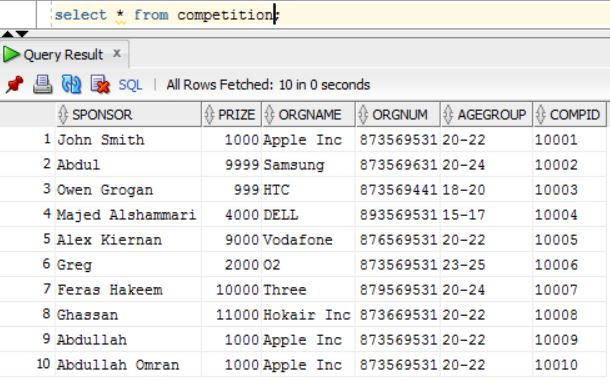 select * from competition;
Query Result x
SQL | All Rows Fetched: 10 in 0 seconds
SPONSOR PRIZE ORGNAME ORGNUM AGEGROUP COMPID
1 John Smith 1000 Apple Inc 873569531 20-22 10001
2 Abdul 9999 Samsung 873569631 20-24 10002
3 Owen Grogan 999 HTC 873569441 18-20 10003
4 Majed Alshammari 4000 DELL 893569531 15-17 10004
5 Alex Kiernan 9000 Vodafone 876569531 20-22 10005
6 Greg 2000 O2 873569531 23-25 10006
7 Feras Hakeem 10000 Three 879569531 20-24 10007
8 Ghassan 11000 Hokair Inc 873669531 20-22 10008
9 Abdullah 1000 Apple Inc 873569531 20-22 10009
10 Abdullah Omran 1000 Apple Inc 873569531 20-22 10010